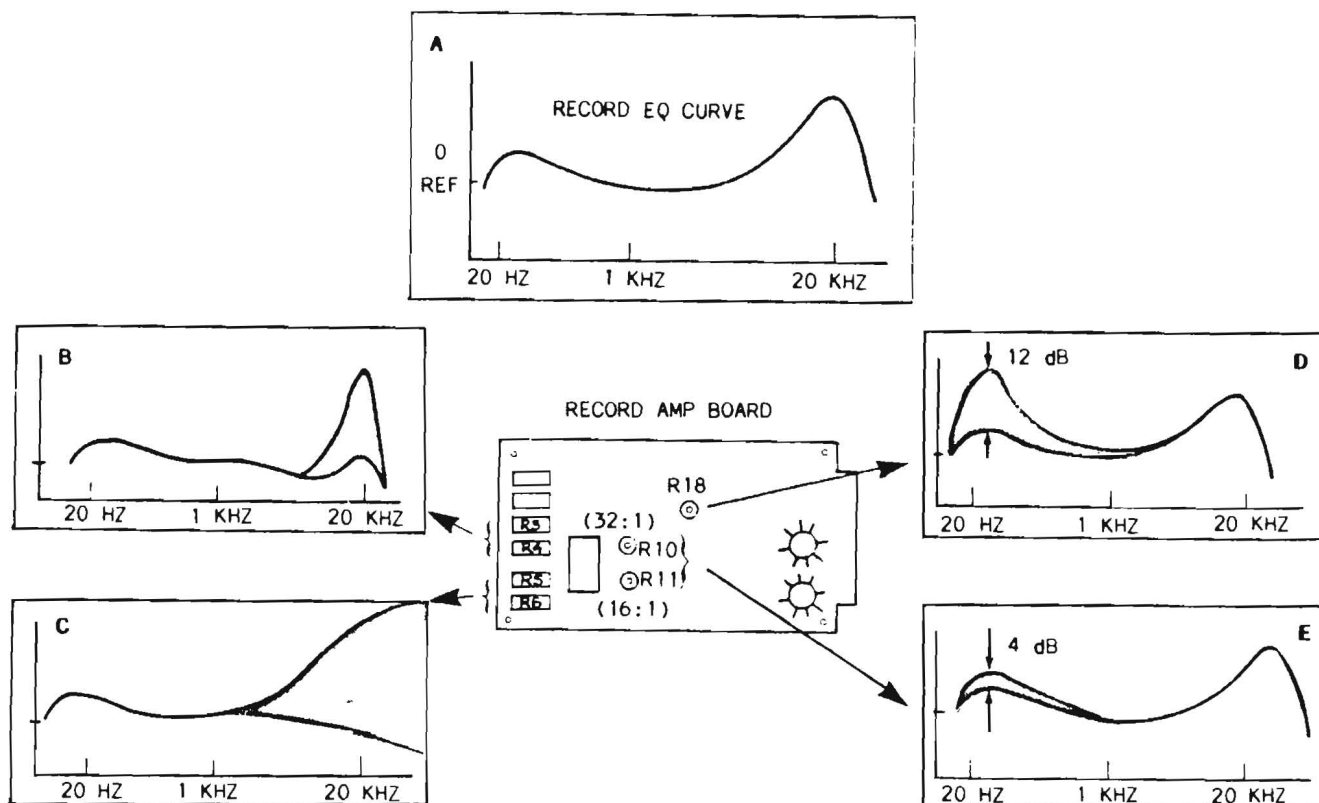 A
RECORD EQ CURVE
0
REF
20 HZ 1 KHZ 20 KHZ
B
20 HZ 1 KHZ 20 KHZ
12 dB D
20 HZ 1 KHZ 20 KHZ
RECORD AMP BOARD
R18
R3 (32:1)
R4 R10
R5 R11
R6 (16:1)
C
20 HZ 1 KHZ 20 KHZ
4 dB E
20 HZ 1 KHZ 20 KHZ